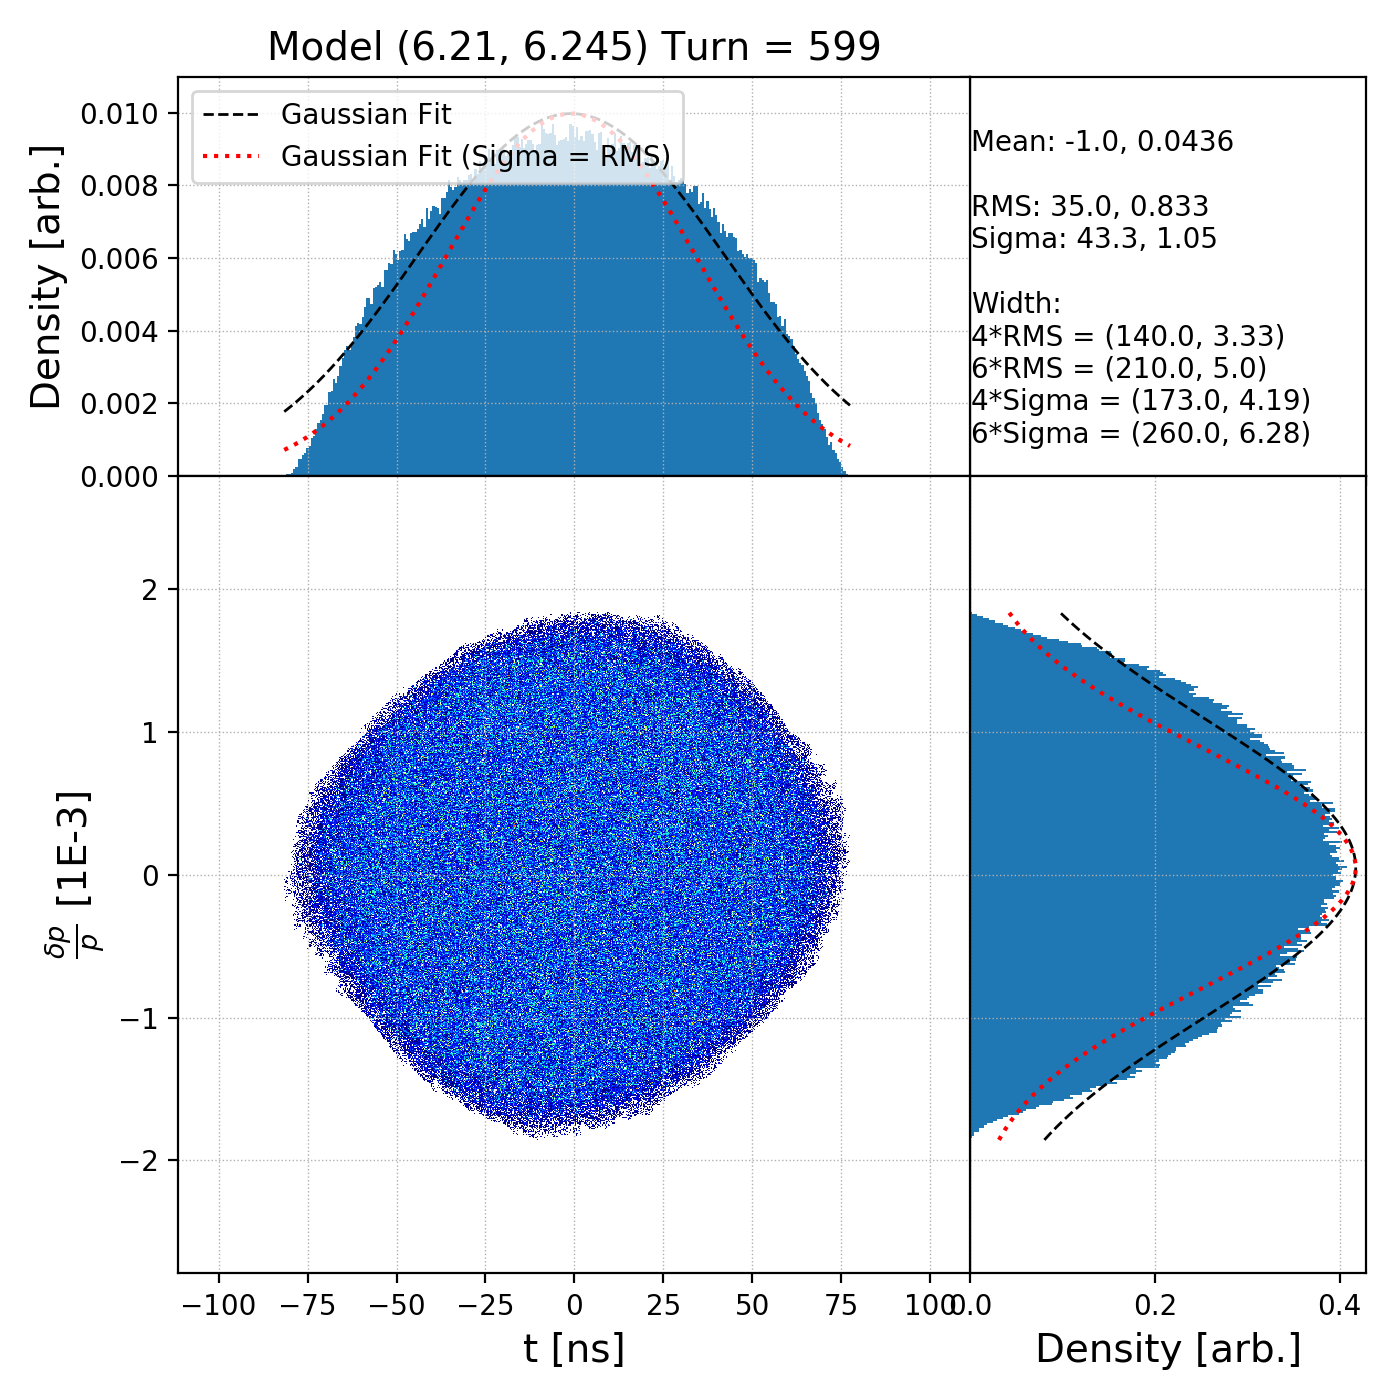 Model (6.21, 6.245) Turn = 599
Gaussian Fit
Gaussian Fit (Sigma = RMS)
Density [arb.]
0.010
0.008
0.006
0.004
0.002
0.000
Mean: -1.0, 0.0436
RMS: 35.0, 0.833
Sigma: 43.3, 1.05
Width:
4*RMS = (140.0, 3.33)
6*RMS = (210.0, 5.0)
4*Sigma = (173.0, 4.19)
6*Sigma = (260.0, 6.28)
δp/p [1E-3]
2
1
0
−1
−2
−100 −75 −50 −25 0 25 50 75 100
t [ns]
0.0 0.2 0.4
Density [arb.]